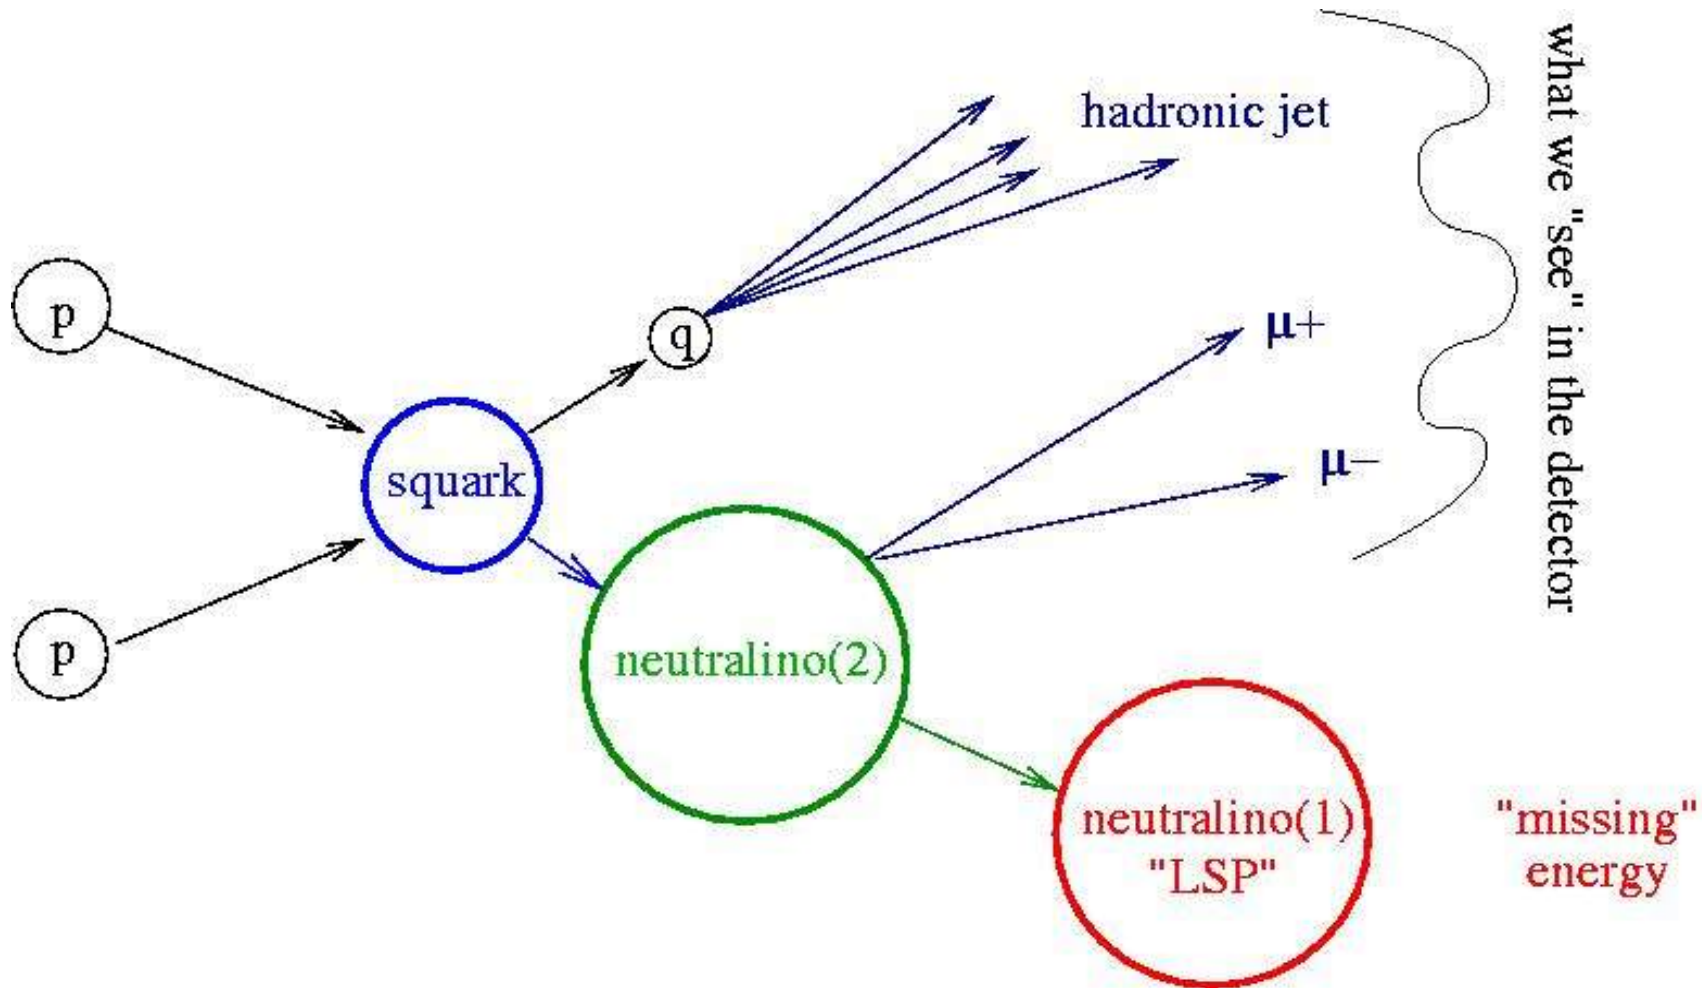 hadronic jet
what we "see" in the detector
p
q
μ+
μ−
squark
p
neutralino(2)
neutralino(1)
"LSP"
"missing"
energy